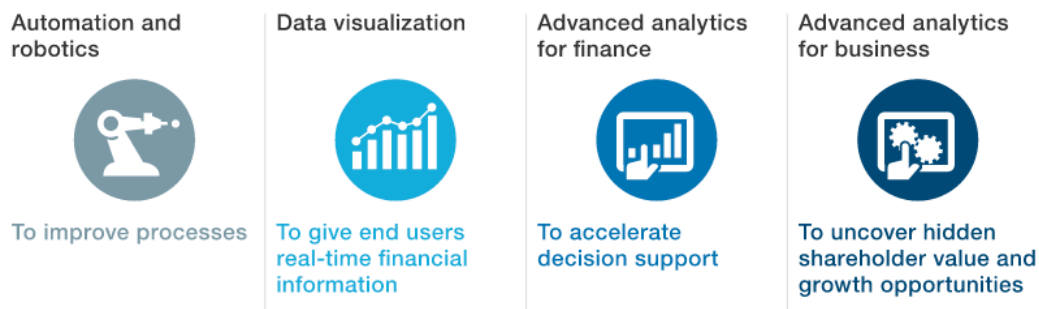 Automation and
robotics
To improve processes
Data visualization
To give end users
real-time financial
information
Advanced analytics
for finance
To accelerate
decision support
Advanced analytics
for business
To uncover hidden
shareholder value and
growth opportunities